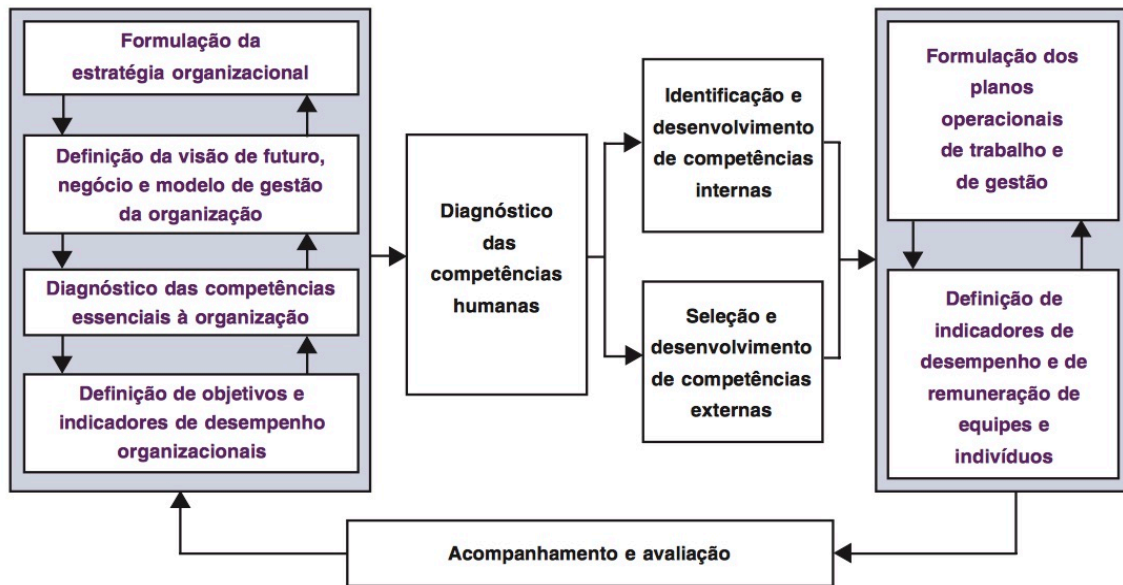 Formulação da
estratégia organizacional
Definição da visão de futuro,
negócio e modelo de gestão
da organização
Diagnóstico das competências
essenciais à organização
Definição de objetivos e
indicadores de desempenho
organizacionais
Diagnóstico
das
competências
humanas
Identificação e
desenvolvimento
de competências
internas
Seleção e
desenvolvimento
de competências
externas
Formulação dos
planos
operacionais
de trabalho e
de gestão
Definição de
indicadores de
desempenho e de
remuneração de
equipes e
indivíduos
Acompanhamento e avaliação